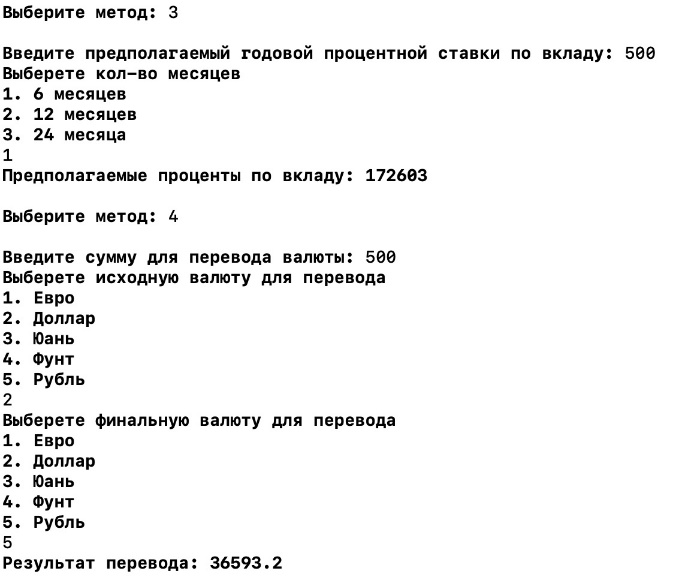 Выберите метод: 3
Введите предполагаемый годовой процентной ставки по вкладу: 500
Выберете кол-во месяцев
1. 6 месяцев
2. 12 месяцев
3. 24 месяца
1
Предполагаемые проценты по вкладу: 172603
Выберите метод: 4
Введите сумму для перевода валюты: 500
Выберете исходную валюту для перевода
1. Евро
2. Доллар
3. Юань
4. Фунт
5. Рубль
2
Выберете финальную валюту для перевода
1. Евро
2. Доллар
3. Юань
4. Фунт
5. Рубль
5
Результат перевода: 36593.2